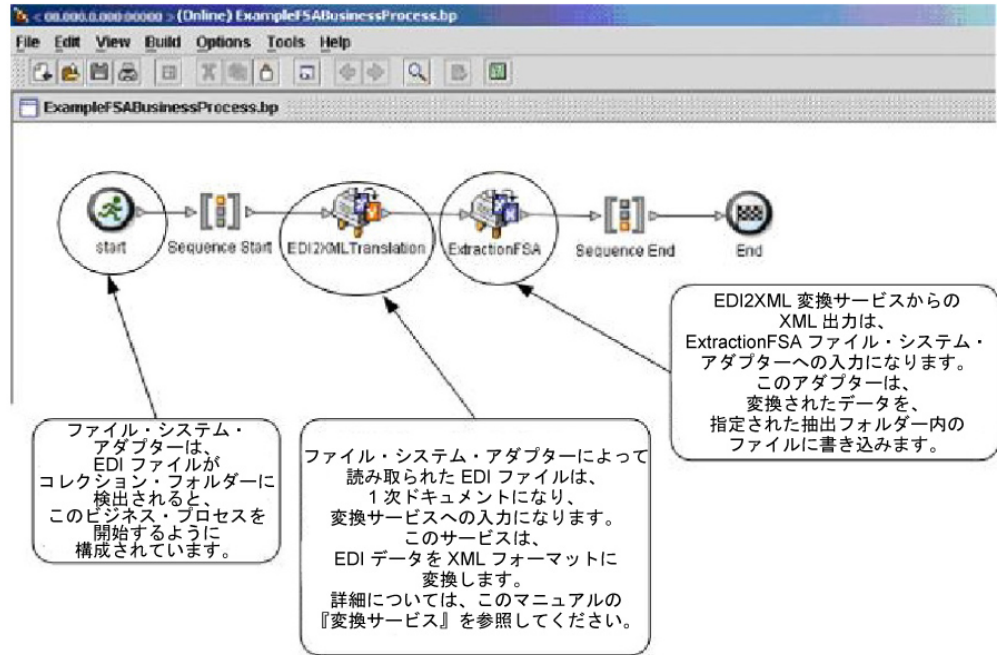 < 00.000.0.000:00000 > (Online) ExampleFSABusinessProcess.bp
File Edit View Build Options Tools Help
ExampleFSABusinessProcess.bp
start
Sequence Start
EDI2XMLTranslation
ExtractionFSA
Sequence End
End
EDI2XML 変換サービスからの
XML 出力は、
ExtractionFSA ファイル・システム・
アダプターへの入力になります。
このアダプターは、
変換されたデータを、
指定された抽出フォルダー内の
ファイルに書き込みます。
ファイル・システム・
アダプターは、
EDI ファイルが
コレクション・フォルダーに
検出されると、
このビジネス・プロセスを
開始するように
構成されています。
ファイル・システム・アダプターによって
読み取られた EDI ファイルは、
1 次ドキュメントになり、
変換サービスへの入力になります。
このサービスは、
EDI データを XML フォーマットに
変換します。
詳細については、このマニュアルの
『変換サービス』を参照してください。